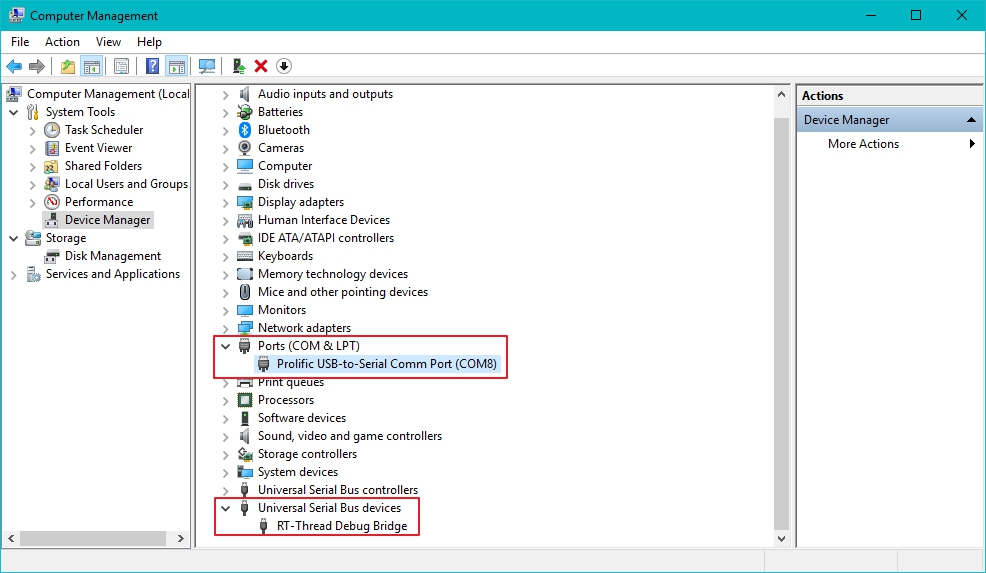 Computer Management
File Action View Help
Computer Management (Local
System Tools
Task Scheduler
Event Viewer
Shared Folders
Local Users and Groups
Performance
Device Manager
Storage
Disk Management
Services and Applications
Audio inputs and outputs
Batteries
Bluetooth
Cameras
Computer
Disk drives
Display adapters
Human Interface Devices
IDE ATA/ATAPI controllers
Keyboards
Memory technology devices
Mice and other pointing devices
Monitors
Network adapters
Ports (COM & LPT)
Prolific USB-to-Serial Comm Port (COM8)
Print queues
Processors
Software devices
Sound, video and game controllers
Storage controllers
System devices
Universal Serial Bus controllers
Universal Serial Bus devices
RT-Thread Debug Bridge
Actions
Device Manager
More Actions